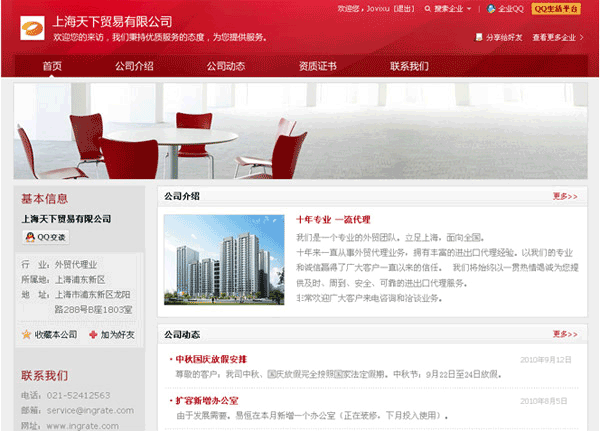 欢迎您，Jovixu [退出] 搜索企业 企业QQ QQ生活平台
上海天下贸易有限公司
欢迎您的来访，我们秉持优质服务的态度，为您提供服务。
分享给好友 查看更多企业 >
首页 公司介绍 公司动态 资质证书 联系我们
基本信息
上海天下贸易有限公司
QQ交谈
行　业：外贸代理业
所属地：上海浦东新区
地　址：上海市浦东新区龙阳
路288号B座1803室
收藏本公司 加为好友
联系我们
电话：021-52412563
邮箱：service@ingrate.com
网址：www.ingrate.com
公司介绍 更多>>
十年专业 一流代理
我们是一个专业的外贸团队。立足上海，面向全国。
十年来一直从事外贸代理业务，拥有丰富的进出口代理经验。以我们的专业
和诚信赢得了广大客户一直以来的信任。 我们将始终以一贯热情竭诚为您提
供及时、周到、安全、可靠的进出口代理服务。
非常欢迎广大客户来电咨询和洽谈业务。
公司动态 更多>>
· 中秋国庆放假安排 2010年9月12日
尊敬的客户：我司中秋、国庆放假完全按照国家法定假期。中秋节：9月22日至24日放假。
· 扩容新增办公室 2010年8月5日
由于发展需要。易恒在本月新增一个办公室（正在装修、下月投入使用）。